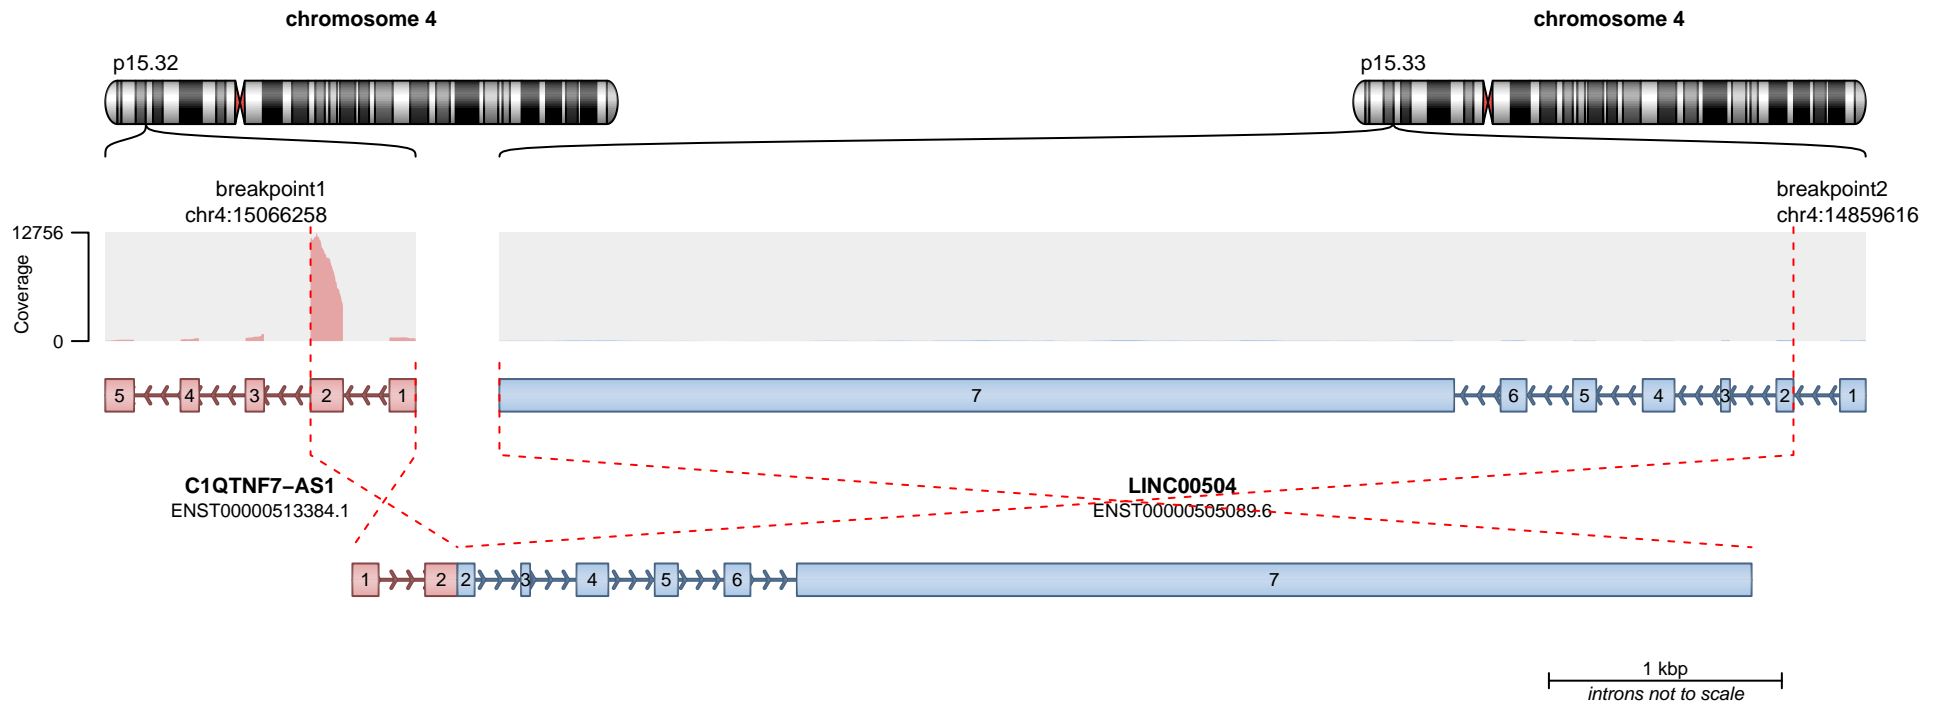 chromosome 4
chromosome 4
p15.32
p15.33
breakpoint1
chr4:15066258
breakpoint2
chr4:14859616
12756
Coverage
0
5 4 3 2 1
7 6 5 4 3 2 1
C1QTNF7−AS1
ENST00000513384.1
LINC00504
ENST00000505089.6
1 2 2 3 4 5 6 7
1 kbp
introns not to scale